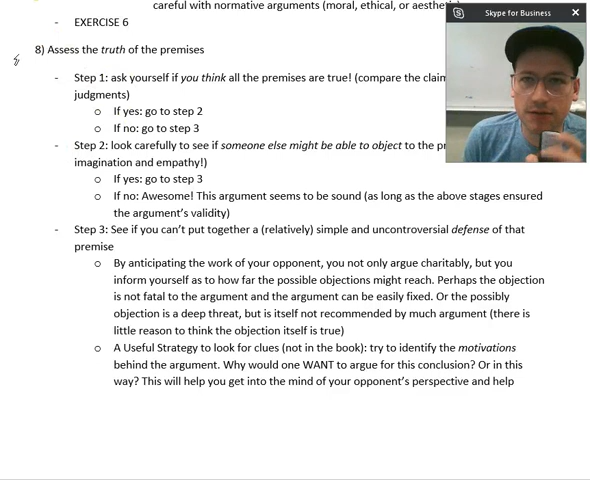 careful with normative arguments (moral, ethical, or aesthetic
- EXERCISE 6
8) Assess the truth of the premises
- Step 1: ask yourself if you think all the premises are true! (compare the claim
judgments)
o If yes: go to step 2
o If no: go to step 3
- Step 2: look carefully to see if someone else might be able to object to the pr
imagination and empathy!)
o If yes: go to step 3
o If no: Awesome! This argument seems to be sound (as long as the above stages ensured
the argument's validity)
- Step 3: See if you can't put together a (relatively) simple and uncontroversial defense of that
premise
o By anticipating the work of your opponent, you not only argue charitably, but you
inform yourself as to how far the possible objections might reach. Perhaps the objection
is not fatal to the argument and the argument can be easily fixed. Or the possibly
objection is a deep threat, but is itself not recommended by much argument (there is
little reason to think the objection itself is true)
o A Useful Strategy to look for clues (not in the book): try to identify the motivations
behind the argument. Why would one WANT to argue for this conclusion? Or in this
way? This will help you get into the mind of your opponent's perspective and help
Skype for Business